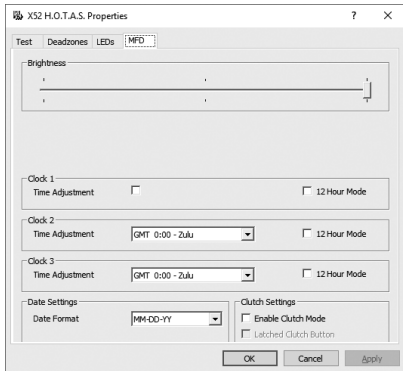 X52 H.O.T.A.S. Properties ?
Test Deadzones LEDs MFD
Brightness
Clock 1
Time Adjustment 12 Hour Mode
Clock 2
Time Adjustment GMT 0:00 - Zulu 12 Hour Mode
Clock 3
Time Adjustment GMT 0:00 - Zulu 12 Hour Mode
Date Settings Clutch Settings
Date Format MM-DD-YY Enable Clutch Mode
Latched Clutch Button
OK Cancel Apply